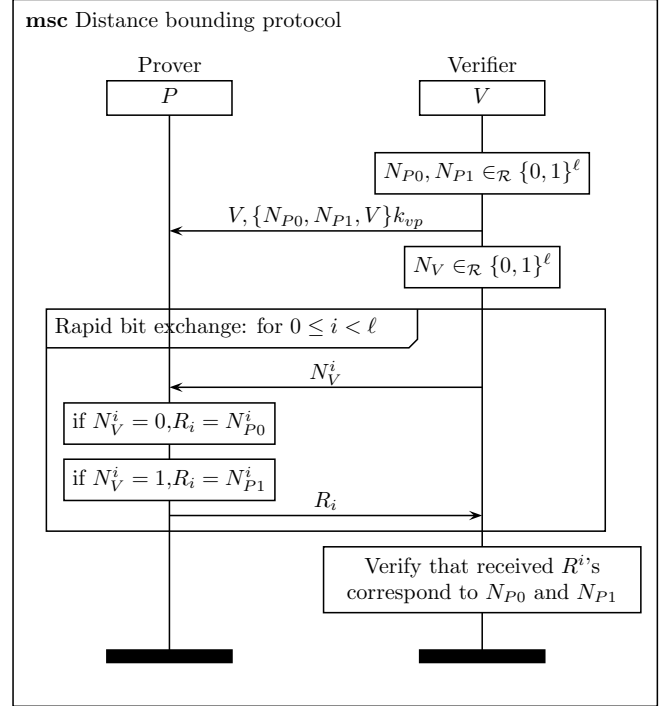 msc Distance bounding protocol
Prover Verifier
P V
N_{P0}, N_{P1} ∈_ℛ {0, 1}^ℓ
V, {N_{P0}, N_{P1}, V}k_{vp}
N_V ∈_ℛ {0, 1}^ℓ
Rapid bit exchange: for 0 ≤ i < ℓ
N_V^i
if N_V^i = 0,R_i = N_{P0}^i
if N_V^i = 1,R_i = N_{P1}^i
R_i
Verify that received R^i's
correspond to N_{P0} and N_{P1}